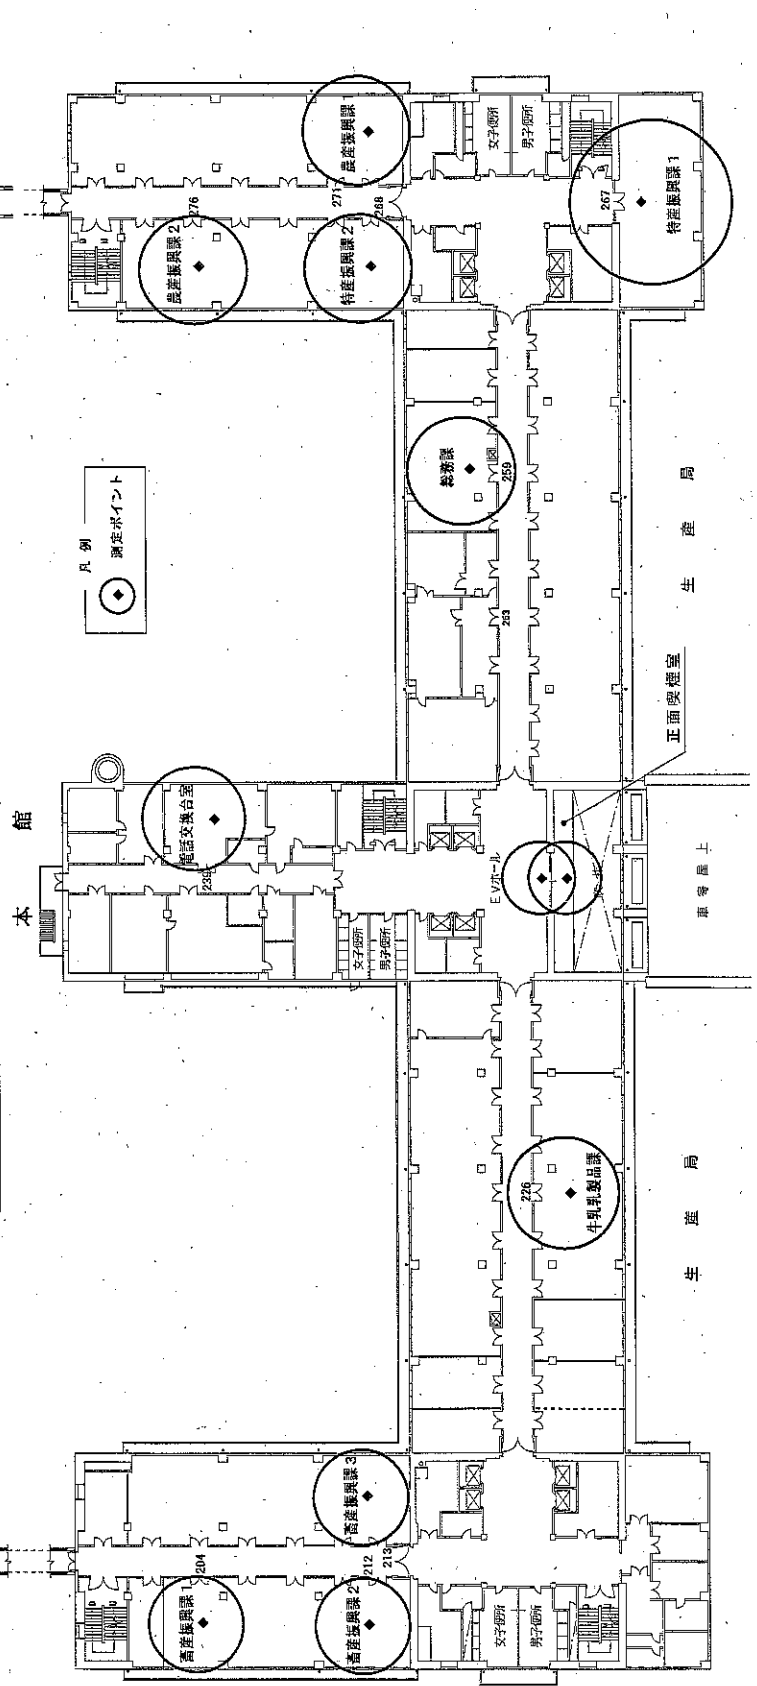 農産振興課1
女子便所
男子便所
特産振興課1
276
271
268
267
農産振興課2
特産振興課2
総務課
259
263
凡例
測定ポイント
生産局
正面喫煙室
本館
電話交換台室
239
EVホール
女子便所
男子便所
車寄屋上
226
牛乳乳製品課
生産局
畜産振興課3
204
212
213
畜産振興課1
畜産振興課2
女子便所
男子便所